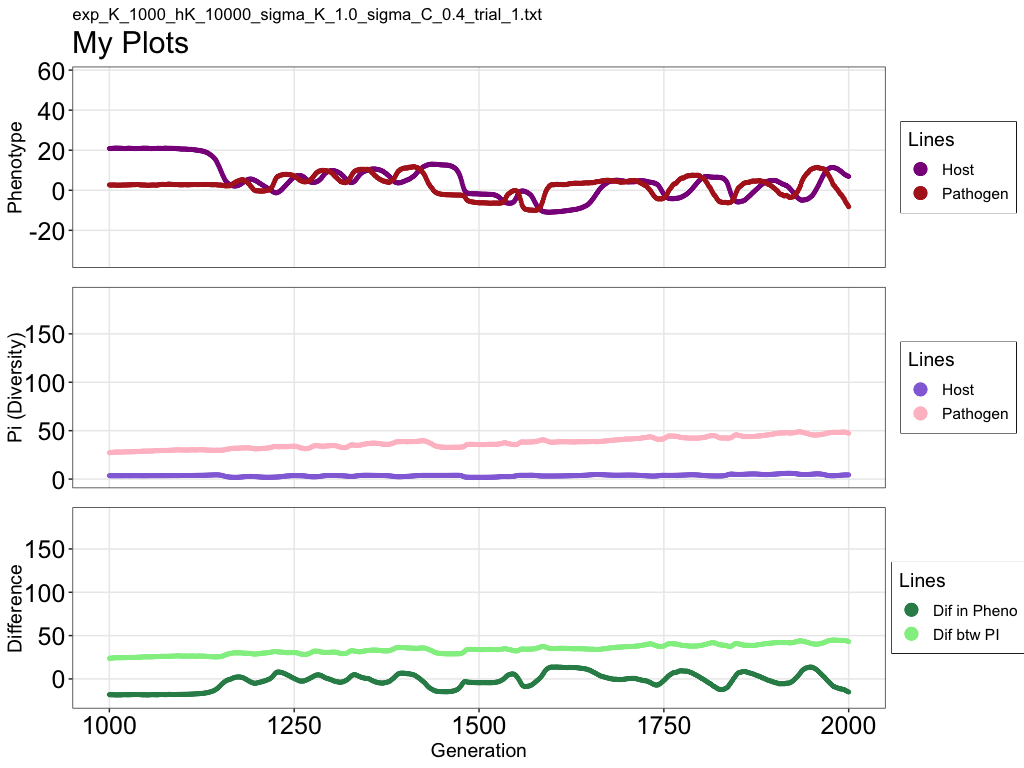 exp_K_1000_hK_10000_sigma_K_1.0_sigma_C_0.4_trial_1.txt
My Plots
60
40
20
0
-20
Phenotype
Lines
Host
Pathogen
150
100
50
0
Pi (Diversity)
Lines
Host
Pathogen
150
100
50
0
Difference
Lines
Dif in Pheno
Dif btw PI
1000 1250 1500 1750 2000
Generation